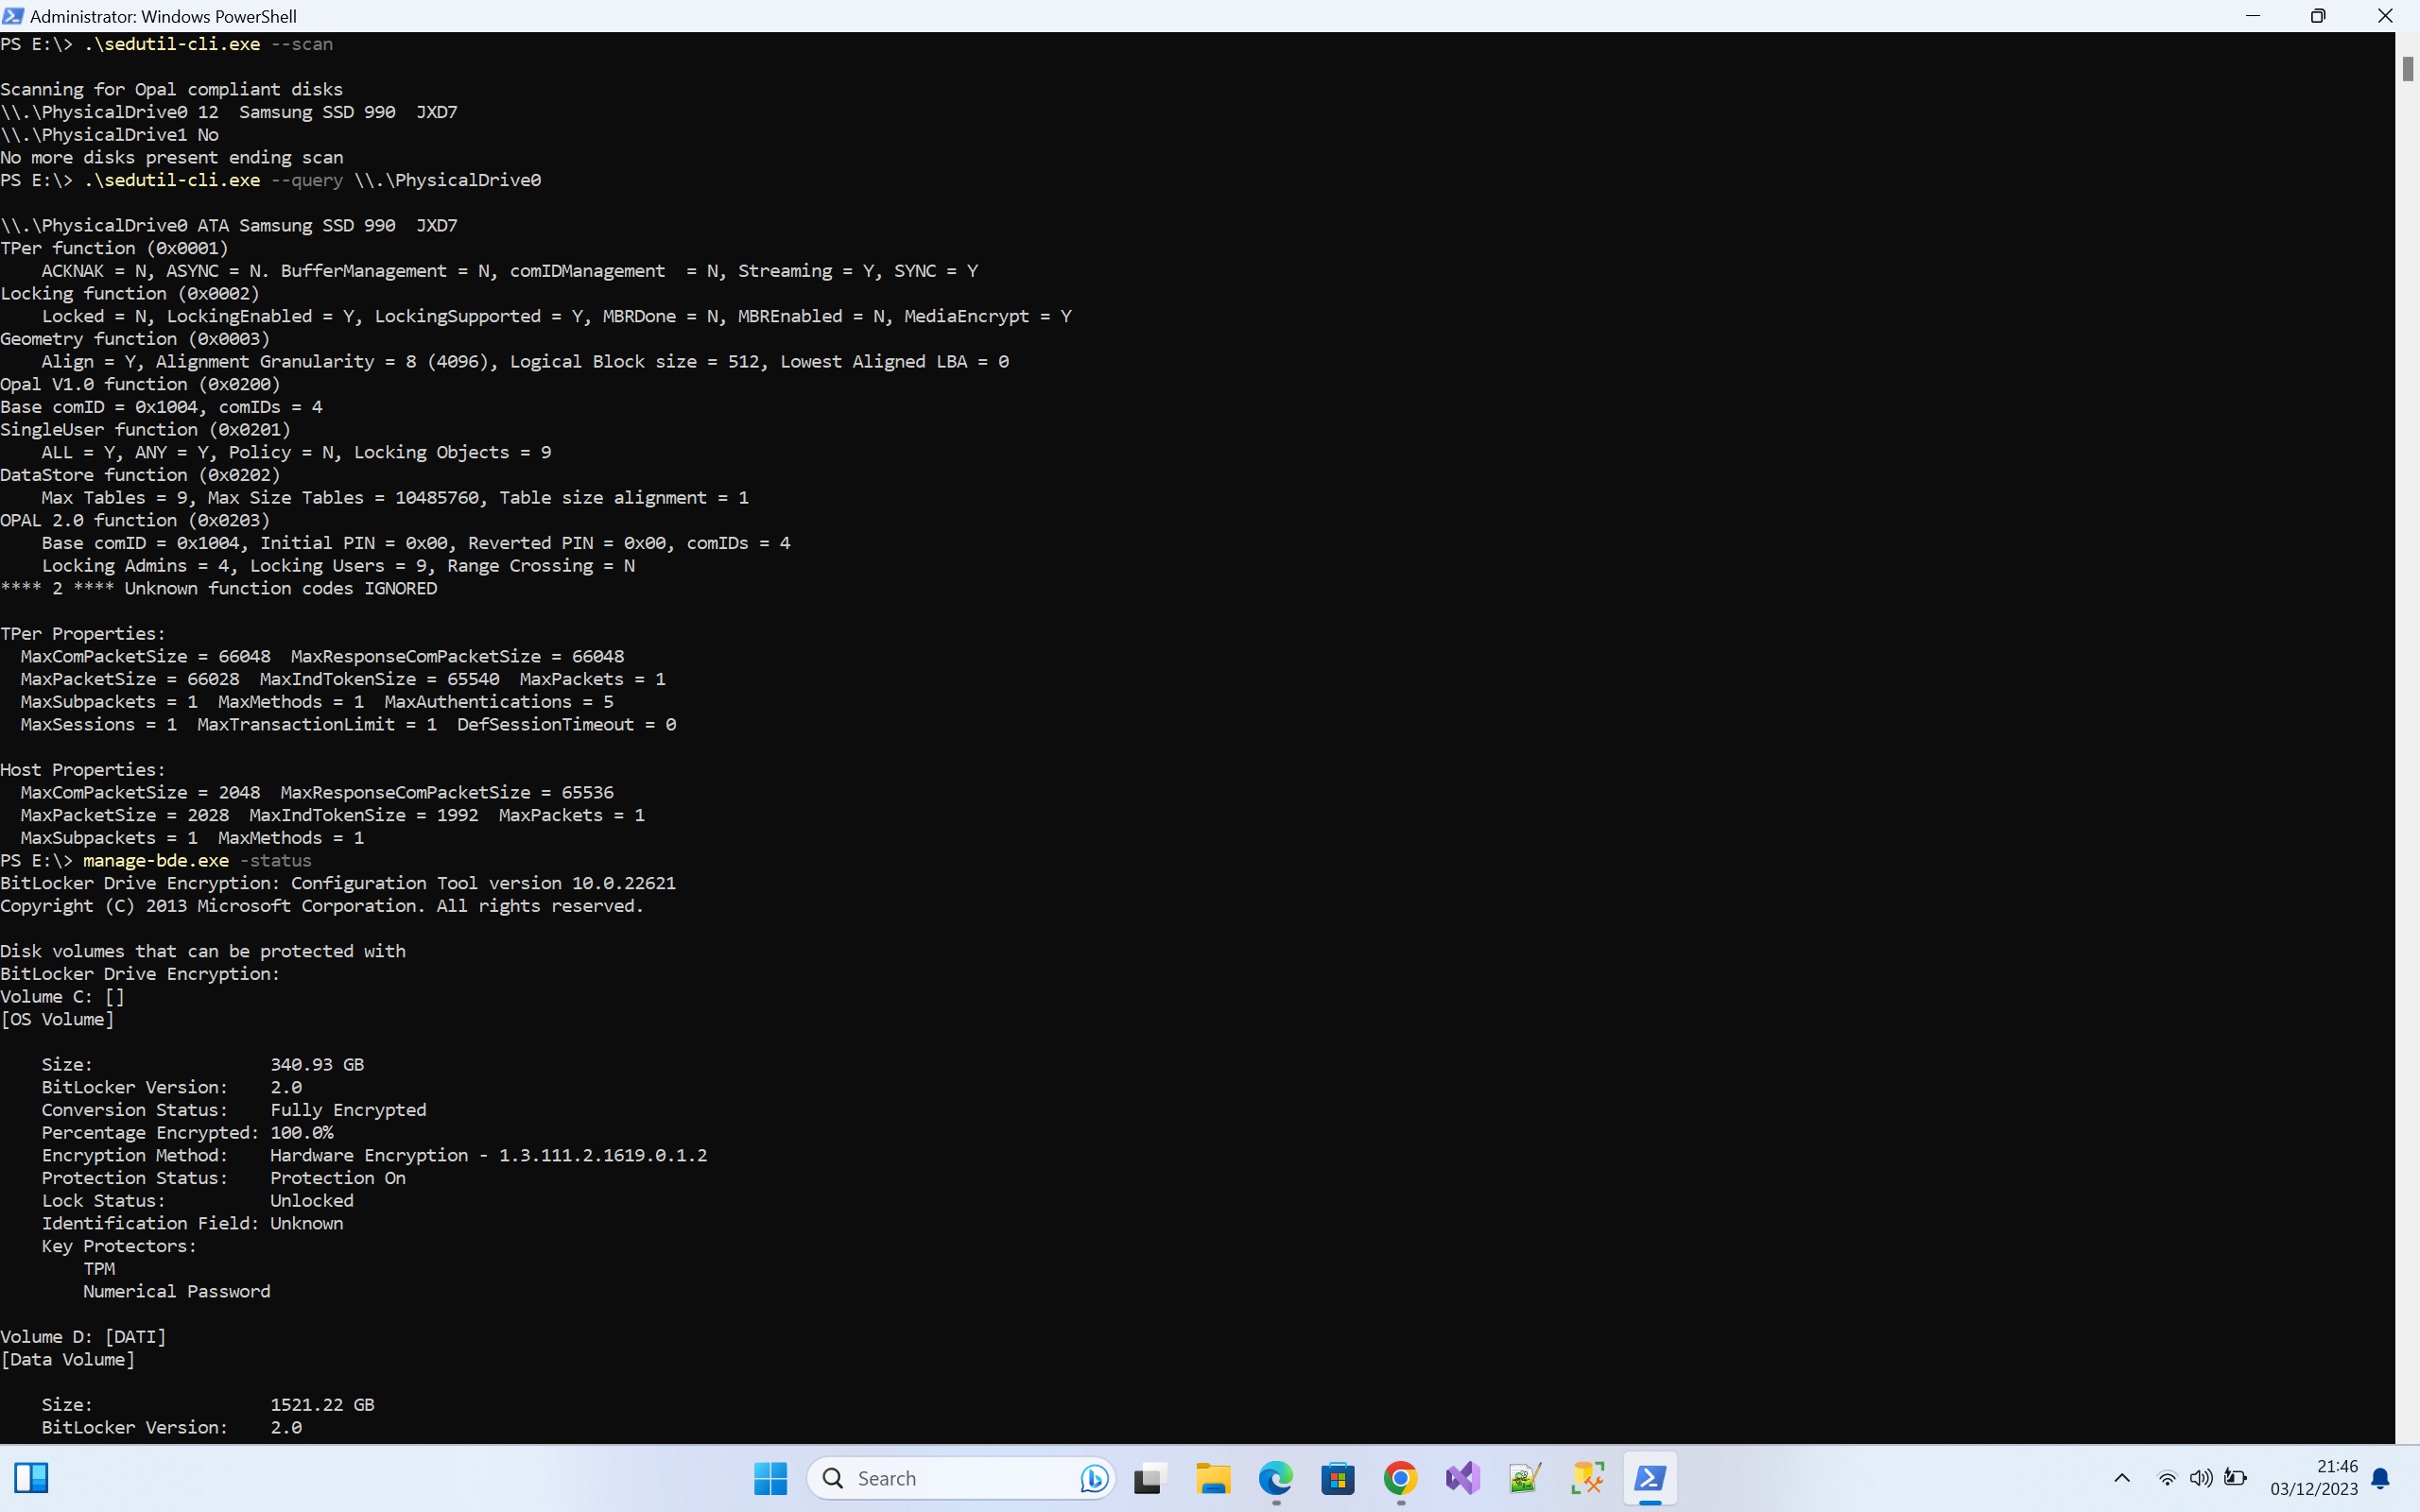 Administrator: Windows PowerShell
PS E:\> .\sedutil-cli.exe --scan
Scanning for Opal compliant disks
\\.\PhysicalDrive0 12  Samsung SSD 990  JXD7
\\.\PhysicalDrive1 No
No more disks present ending scan
PS E:\> .\sedutil-cli.exe --query \\.\PhysicalDrive0
\\.\PhysicalDrive0 ATA Samsung SSD 990  JXD7
TPer function (0x0001)
    ACKNAK = N, ASYNC = N. BufferManagement = N, comIDManagement  = N, Streaming = Y, SYNC = Y
Locking function (0x0002)
    Locked = N, LockingEnabled = Y, LockingSupported = Y, MBRDone = N, MBREnabled = N, MediaEncrypt = Y
Geometry function (0x0003)
    Align = Y, Alignment Granularity = 8 (4096), Logical Block size = 512, Lowest Aligned LBA = 0
Opal V1.0 function (0x0200)
Base comID = 0x1004, comIDs = 4
SingleUser function (0x0201)
    ALL = Y, ANY = Y, Policy = N, Locking Objects = 9
DataStore function (0x0202)
    Max Tables = 9, Max Size Tables = 10485760, Table size alignment = 1
OPAL 2.0 function (0x0203)
    Base comID = 0x1004, Initial PIN = 0x00, Reverted PIN = 0x00, comIDs = 4
    Locking Admins = 4, Locking Users = 9, Range Crossing = N
**** 2 **** Unknown function codes IGNORED
TPer Properties:
  MaxComPacketSize = 66048  MaxResponseComPacketSize = 66048
  MaxPacketSize = 66028  MaxIndTokenSize = 65540  MaxPackets = 1
  MaxSubpackets = 1  MaxMethods = 1  MaxAuthentications = 5
  MaxSessions = 1  MaxTransactionLimit = 1  DefSessionTimeout = 0
Host Properties:
  MaxComPacketSize = 2048  MaxResponseComPacketSize = 65536
  MaxPacketSize = 2028  MaxIndTokenSize = 1992  MaxPackets = 1
  MaxSubpackets = 1  MaxMethods = 1
PS E:\> manage-bde.exe -status
BitLocker Drive Encryption: Configuration Tool version 10.0.22621
Copyright (C) 2013 Microsoft Corporation. All rights reserved.
Disk volumes that can be protected with
BitLocker Drive Encryption:
Volume C: []
[OS Volume]
    Size:                 340.93 GB
    BitLocker Version:    2.0
    Conversion Status:    Fully Encrypted
    Percentage Encrypted: 100.0%
    Encryption Method:    Hardware Encryption - 1.3.111.2.1619.0.1.2
    Protection Status:    Protection On
    Lock Status:          Unlocked
    Identification Field: Unknown
    Key Protectors:
        TPM
        Numerical Password
Volume D: [DATI]
[Data Volume]
    Size:                 1521.22 GB
    BitLocker Version:    2.0
Search
21:46
03/12/2023